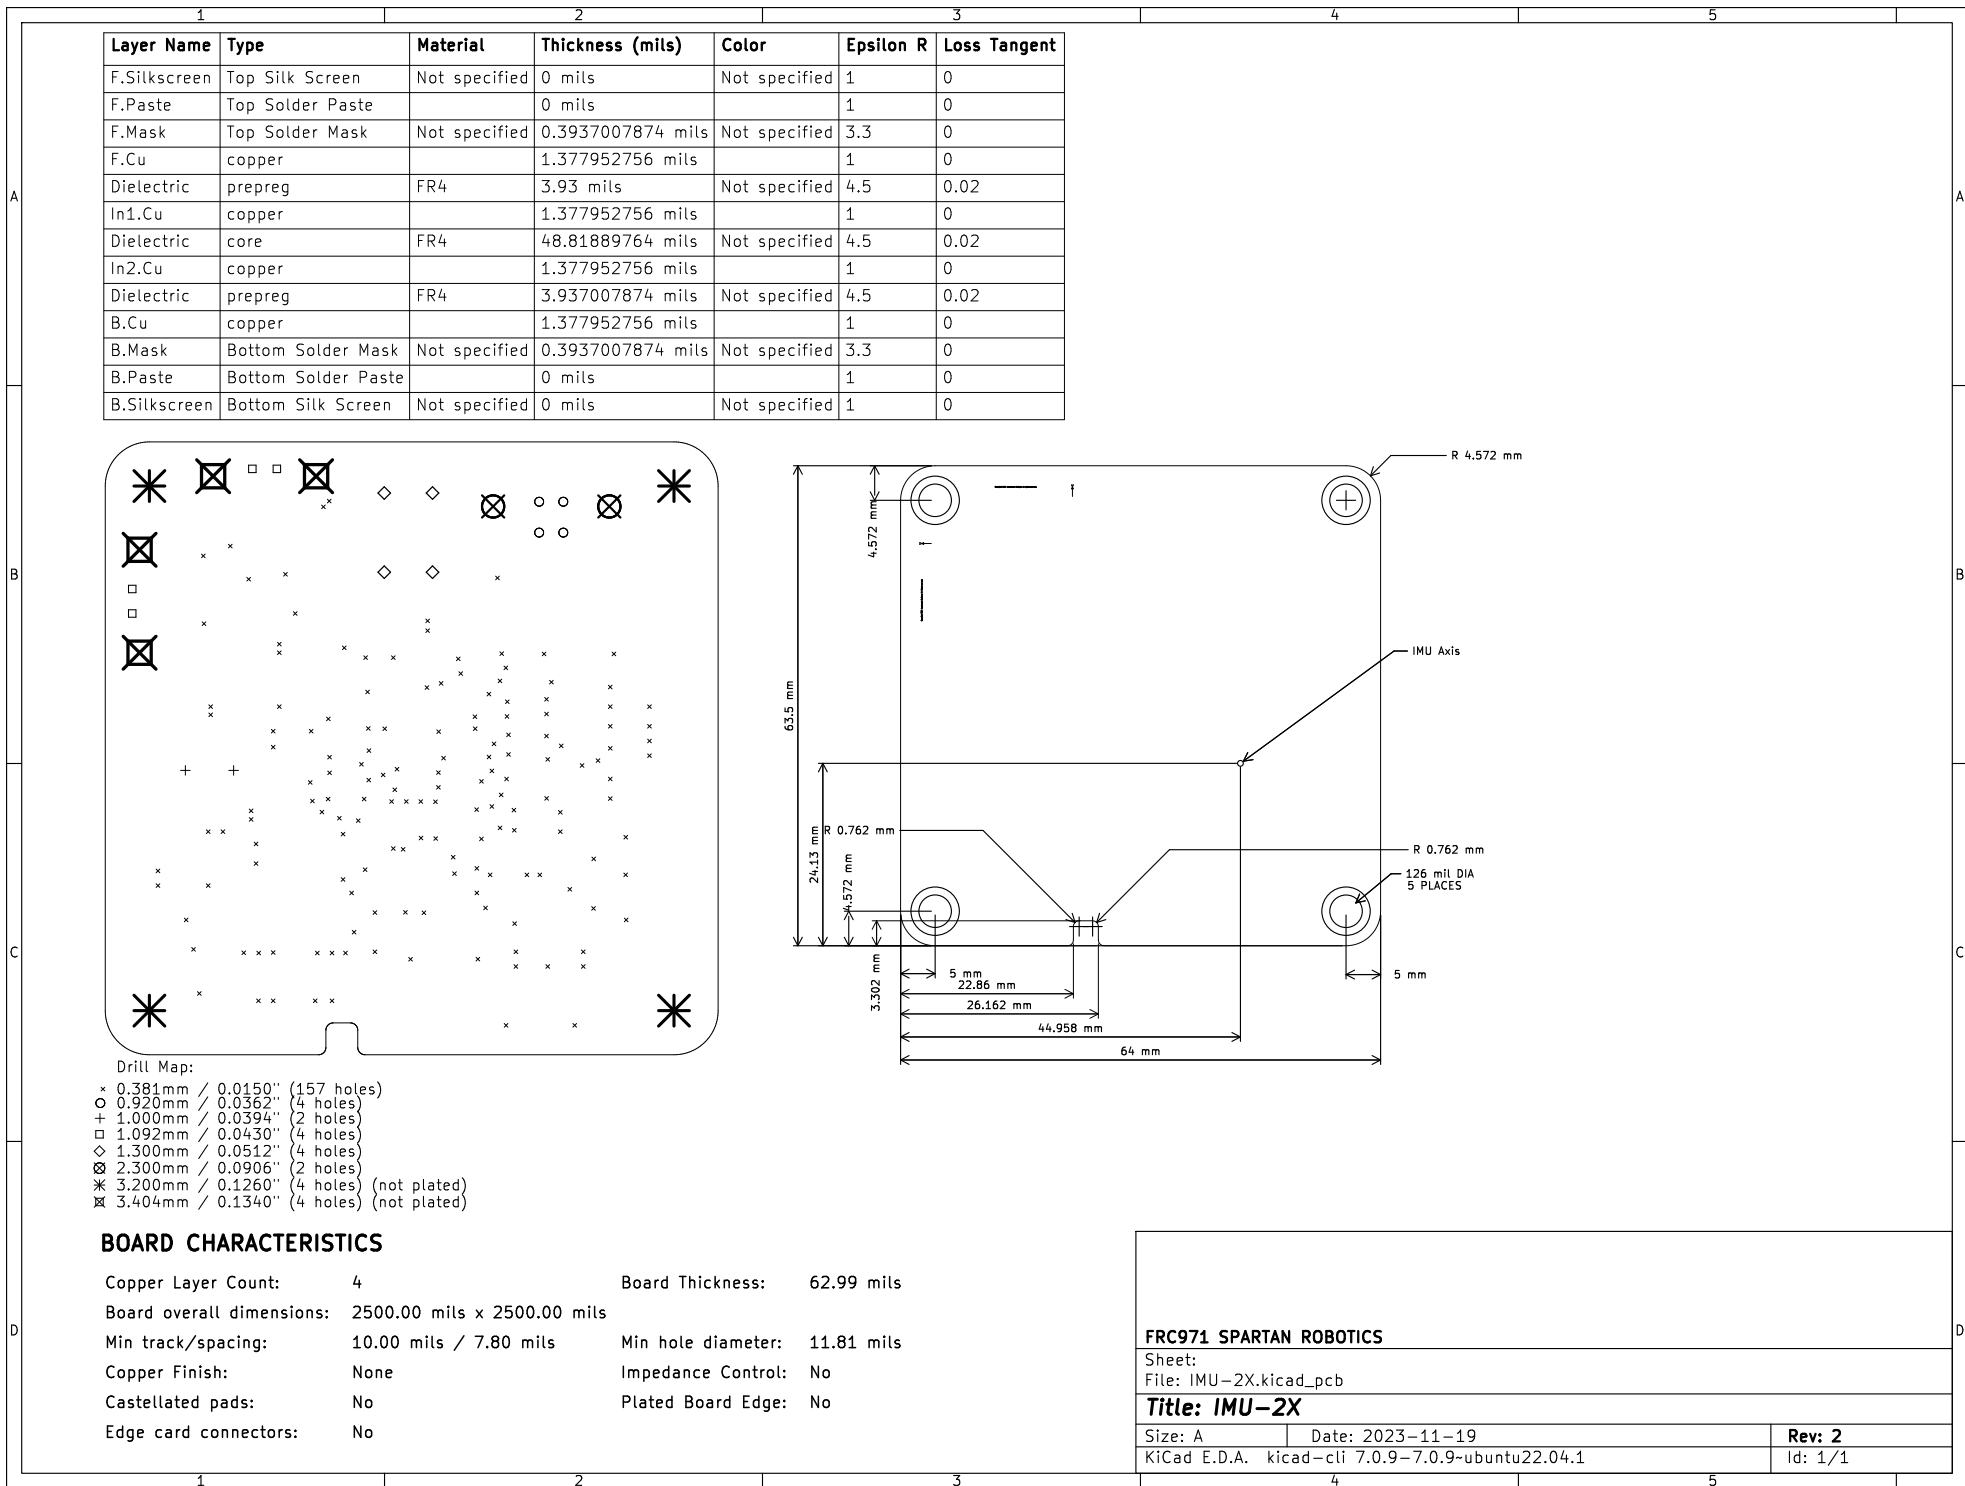 1 2 3 4 5
A
B
C
D
Layer Name Type Material Thickness (mils) Color Epsilon R Loss Tangent
F.Silkscreen Top Silk Screen Not specified 0 mils Not specified 1 0
F.Paste Top Solder Paste 0 mils 1 0
F.Mask Top Solder Mask Not specified 0.3937007874 mils Not specified 3.3 0
F.Cu copper 1.377952756 mils 1 0
Dielectric prepreg FR4 3.93 mils Not specified 4.5 0.02
In1.Cu copper 1.377952756 mils 1 0
Dielectric core FR4 48.81889764 mils Not specified 4.5 0.02
In2.Cu copper 1.377952756 mils 1 0
Dielectric prepreg FR4 3.937007874 mils Not specified 4.5 0.02
B.Cu copper 1.377952756 mils 1 0
B.Mask Bottom Solder Mask Not specified 0.3937007874 mils Not specified 3.3 0
B.Paste Bottom Solder Paste 0 mils 1 0
B.Silkscreen Bottom Silk Screen Not specified 0 mils Not specified 1 0
R 4.572 mm
4.572 mm
IMU Axis
63.5 mm
R 0.762 mm
24.13 mm
R 0.762 mm
4.572 mm
126 mil DIA
5 PLACES
3.302 mm
5 mm
5 mm
22.86 mm
26.162 mm
44.958 mm
64 mm
Drill Map:
0.381mm / 0.0150" (157 holes)
0.920mm / 0.0362" (4 holes)
1.000mm / 0.0394" (2 holes)
1.092mm / 0.0430" (4 holes)
1.300mm / 0.0512" (4 holes)
2.300mm / 0.0906" (2 holes)
3.200mm / 0.1260" (4 holes) (not plated)
3.404mm / 0.1340" (4 holes) (not plated)
BOARD CHARACTERISTICS
Copper Layer Count: 4 Board Thickness: 62.99 mils
Board overall dimensions: 2500.00 mils x 2500.00 mils
Min track/spacing: 10.00 mils / 7.80 mils Min hole diameter: 11.81 mils
Copper Finish: None Impedance Control: No
Castellated pads: No Plated Board Edge: No
Edge card connectors: No
FRC971 SPARTAN ROBOTICS
Sheet:
File: IMU-2X.kicad_pcb
Title: IMU-2X
Size: A Date: 2023-11-19 Rev: 2
KiCad E.D.A. kicad-cli 7.0.9-7.0.9~ubuntu22.04.1 Id: 1/1
A
B
C
D
1 2 3 4 5